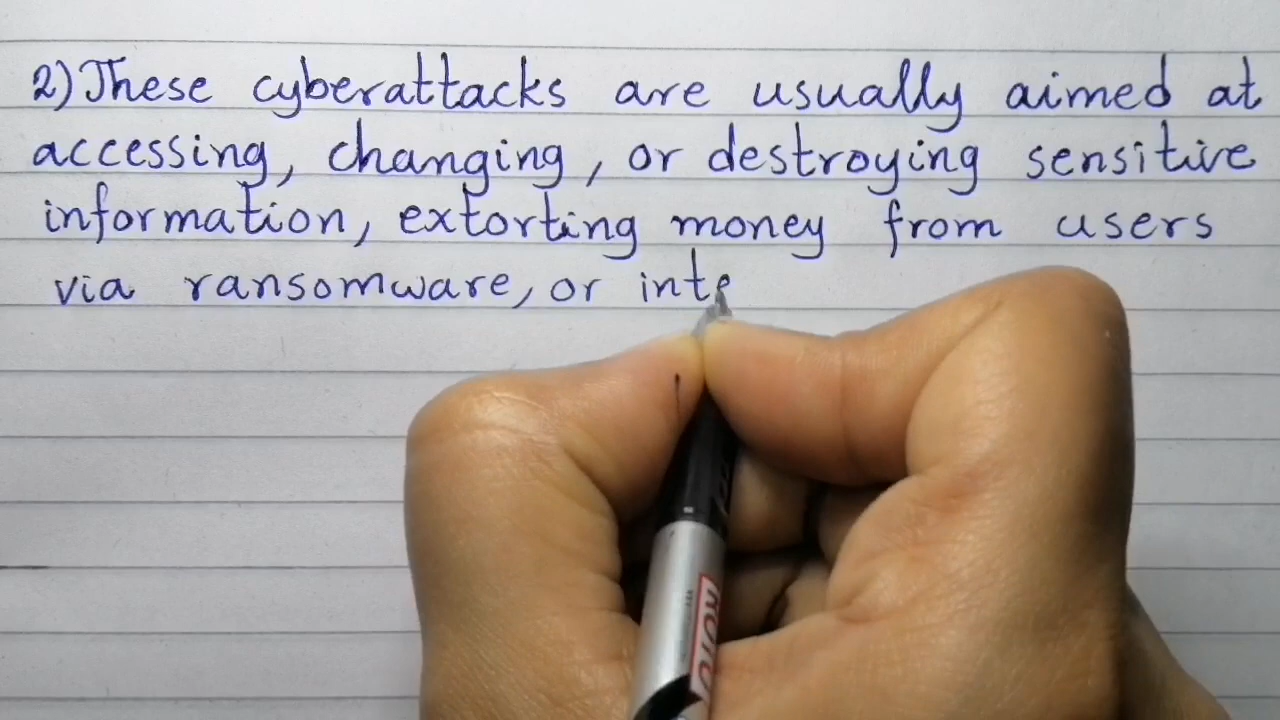 2) These cyberattacks are usually aimed at
accessing, changing, or destroying sensitive
information, extorting money from users
via ransomware, or inte